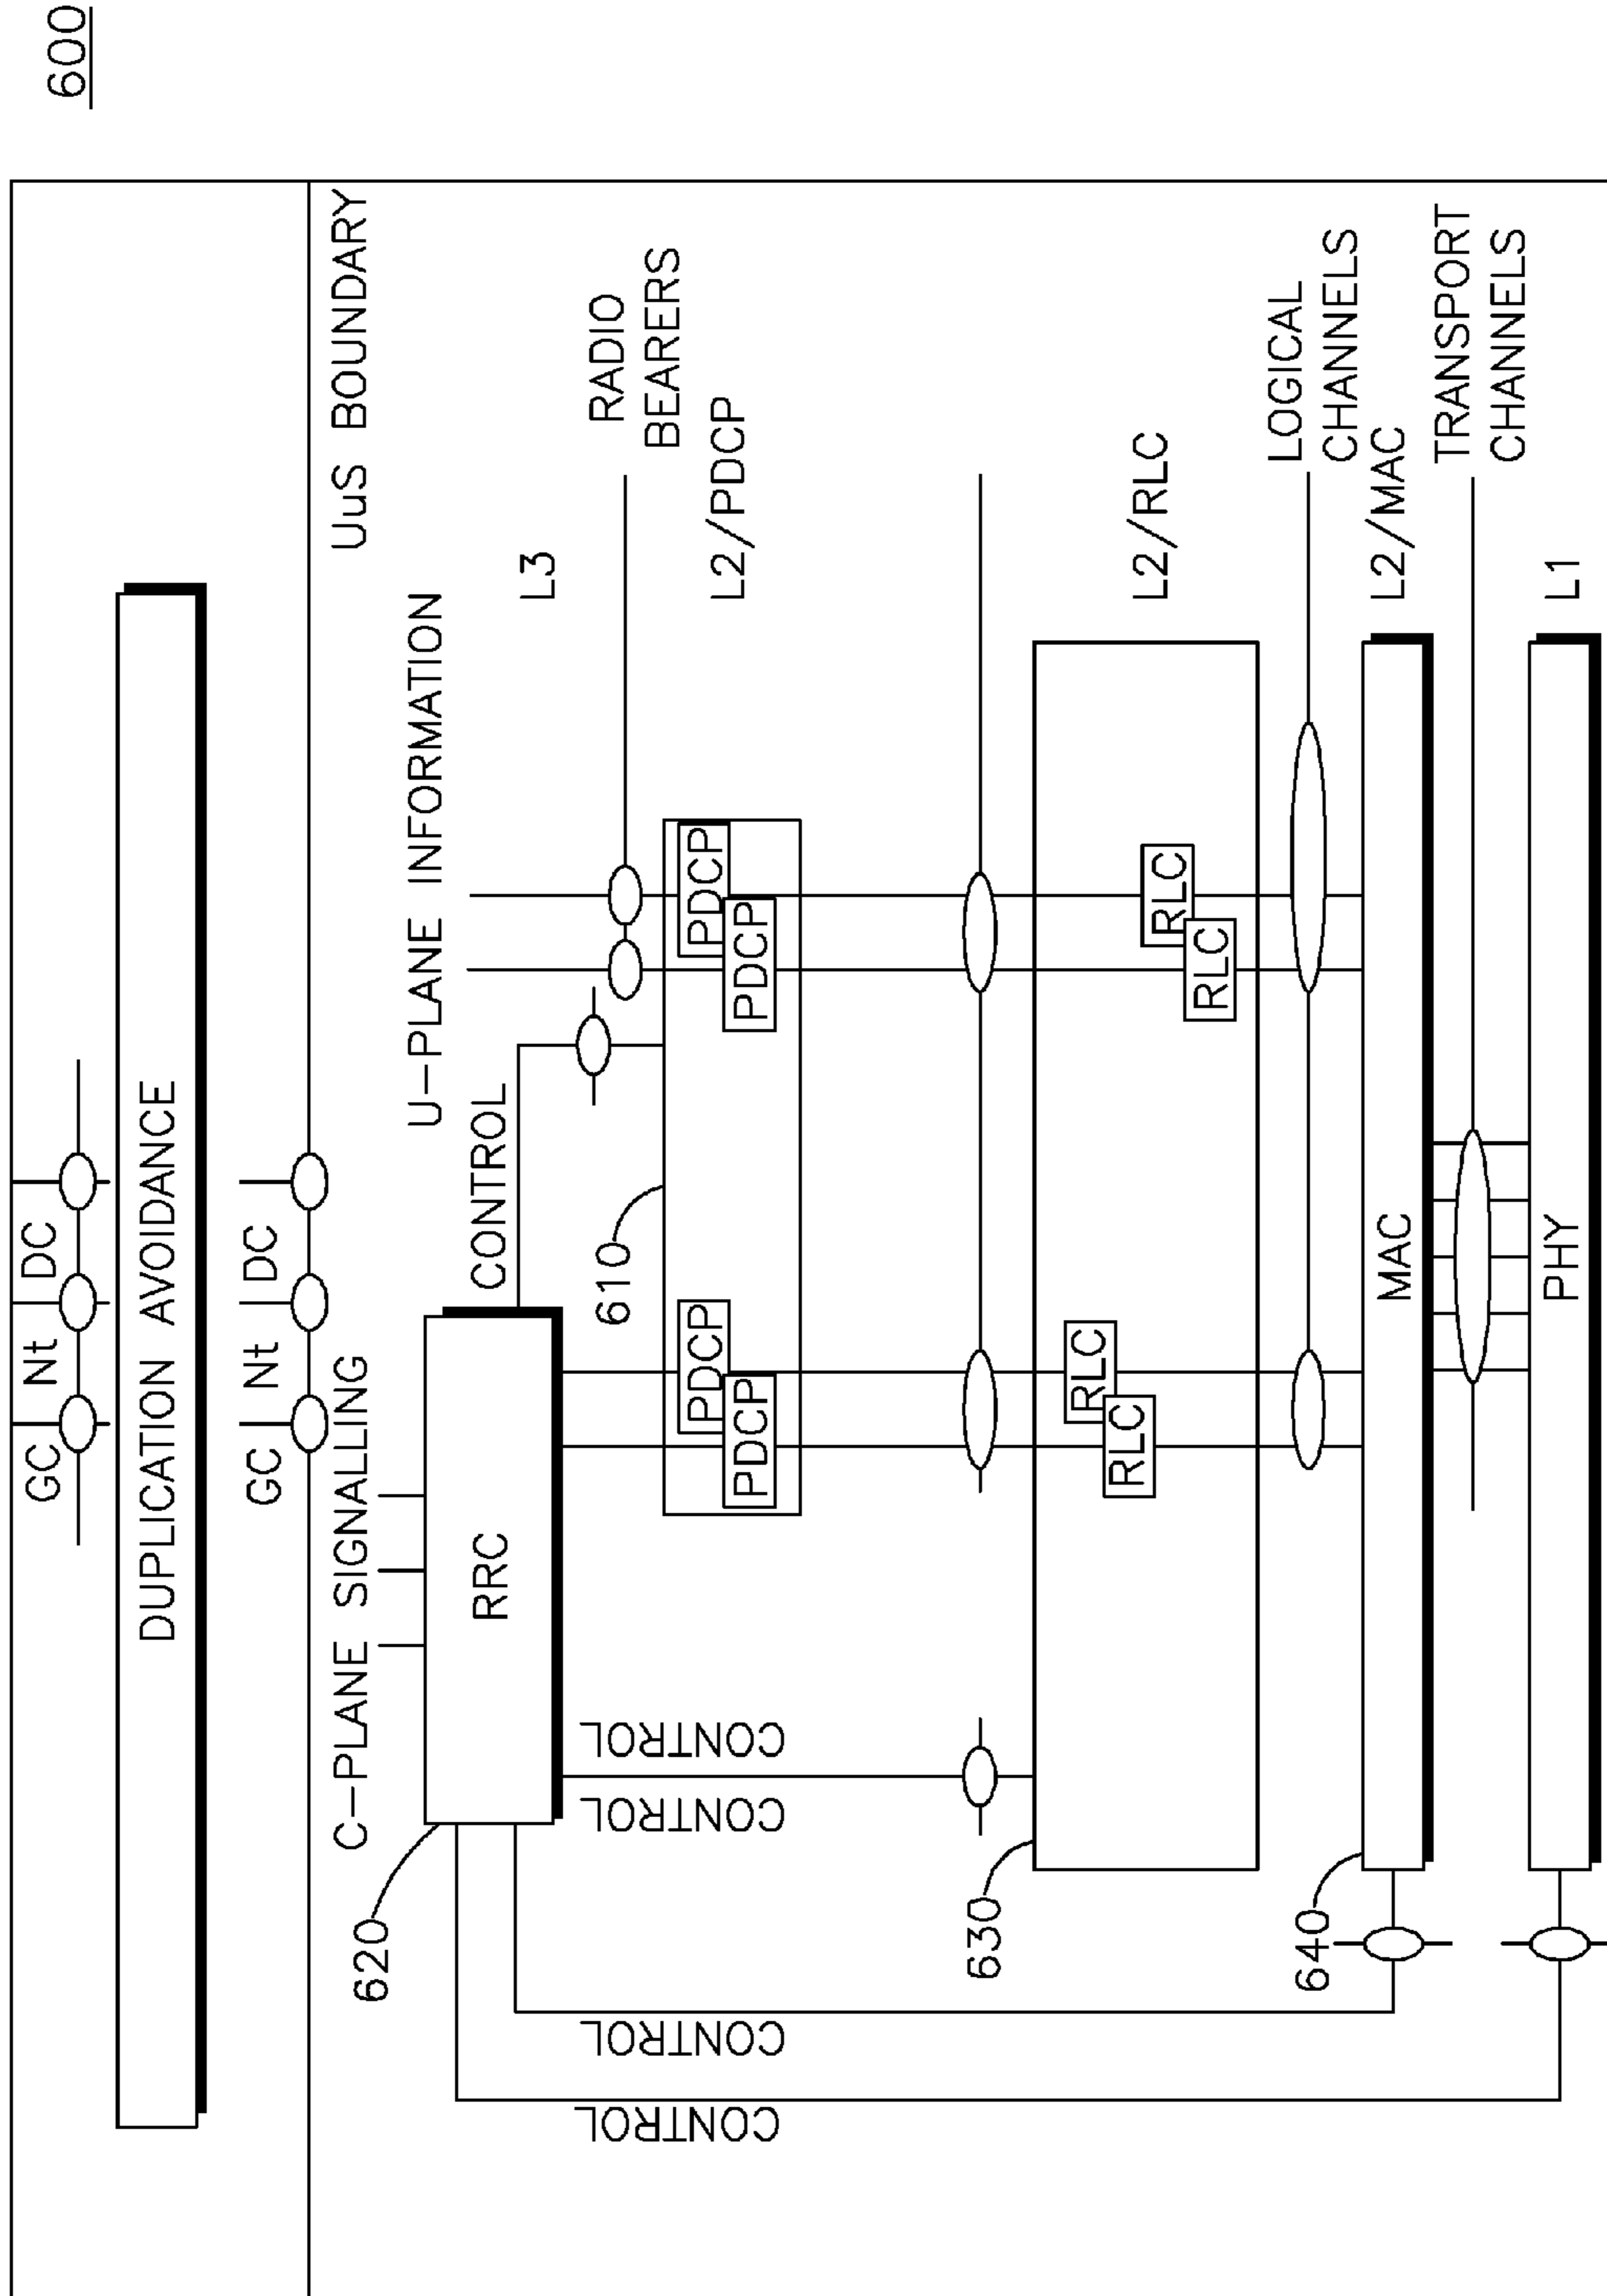 600
GC
Nt
DC
DUPLICATION AVOIDANCE
GC
Nt
DC
UuS BOUNDARY
C-PLANE SIGNALLING
U-PLANE INFORMATION
620
RRC
CONTROL
L3
CONTROL
CONTROL
CONTROL
CONTROL
610
RADIO
BEARERS
PDCP
PDCP
PDCP
PDCP
L2/PDCP
630
RLC
RLC
RLC
RLC
L2/RLC
LOGICAL
CHANNELS
640
MAC
L2/MAC
TRANSPORT
CHANNELS
PHY
L1